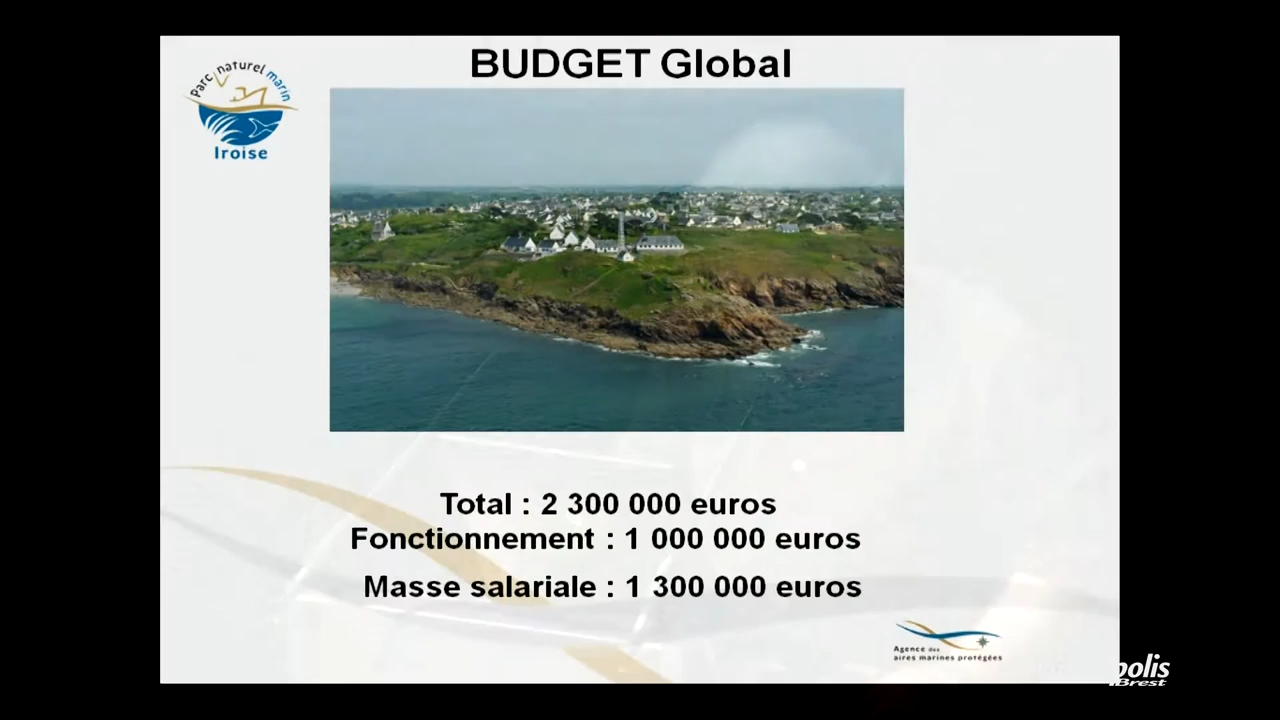 BUDGET Global
Parc naturel marin
Iroise
Total : 2 300 000 euros
Fonctionnement : 1 000 000 euros
Masse salariale : 1 300 000 euros
Agence des
aires marines protégées
Brest